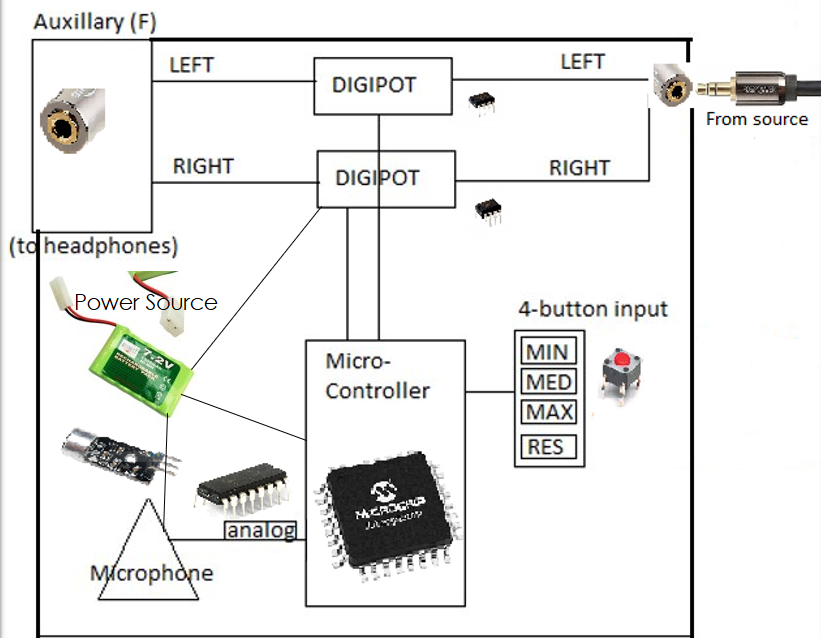 Auxillary (F)
LEFT
DIGIPOT
LEFT
From source
RIGHT
DIGIPOT
RIGHT
(to headphones)
Power Source
7.2V
4-button input
MIN
MED
MAX
RES
Micro-
Controller
MICROCHIP
analog
Microphone